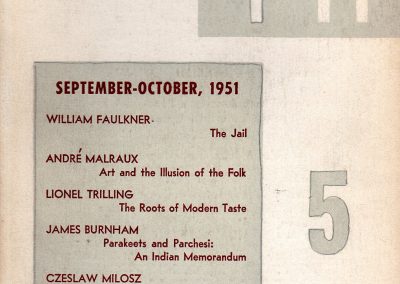 SEPTEMBER-OCTOBER, 1951
WILLIAM FAULKNER
The Jail
ANDRÉ MALRAUX
Art and the Illusion of the Folk
LIONEL TRILLING
The Roots of Modern Taste
JAMES BURNHAM
Parakeets and Parchesi:
An Indian Memorandum
5
CZESLAW MILOSZ